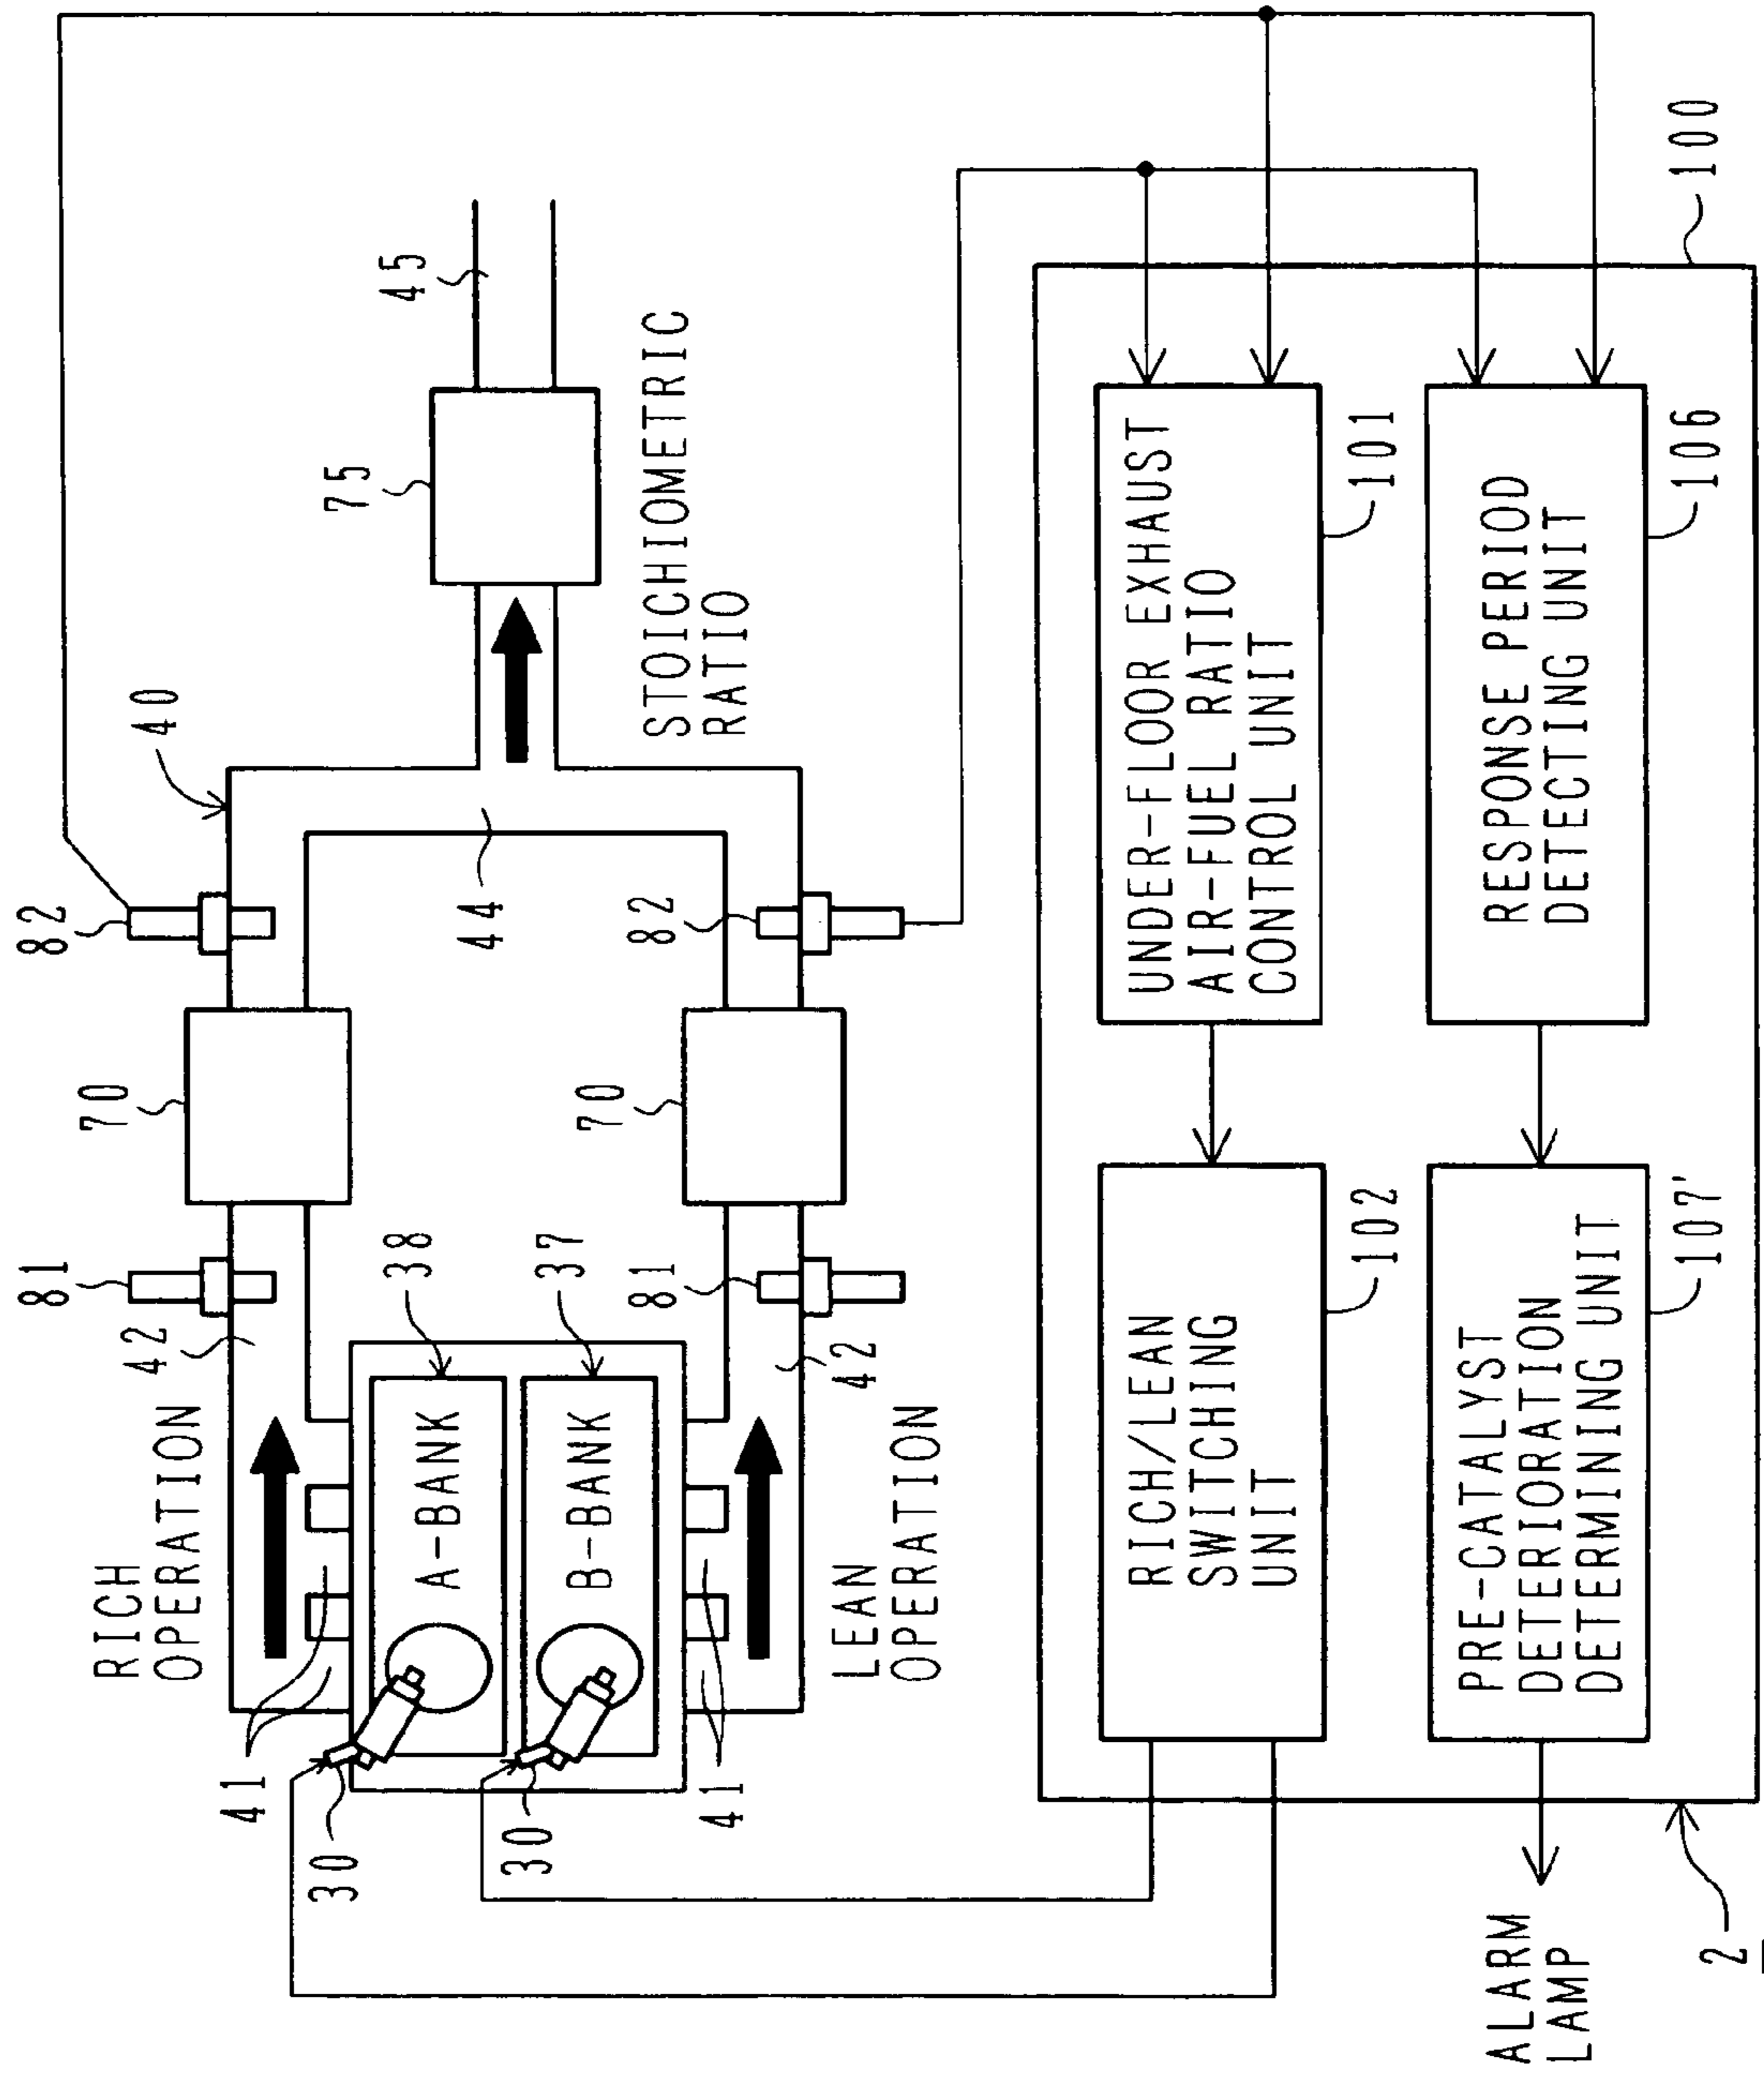 RICH
OPERATION
A-BANK
B-BANK
LEAN
OPERATION
STOICHIOMETRIC
RATIO
40
41
41
42
42
44
45
30
30
37
38
70
70
75
81
81
82
82
UNDER-FLOOR EXHAUST
AIR-FUEL RATIO
CONTROL UNIT
101
RICH/LEAN
SWITCHING
UNIT
102
RESPONSE PERIOD
DETECTING UNIT
106
PRE-CATALYST
DETERIORATION
DETERMINING UNIT
107'
100
ALARM
LAMP
2